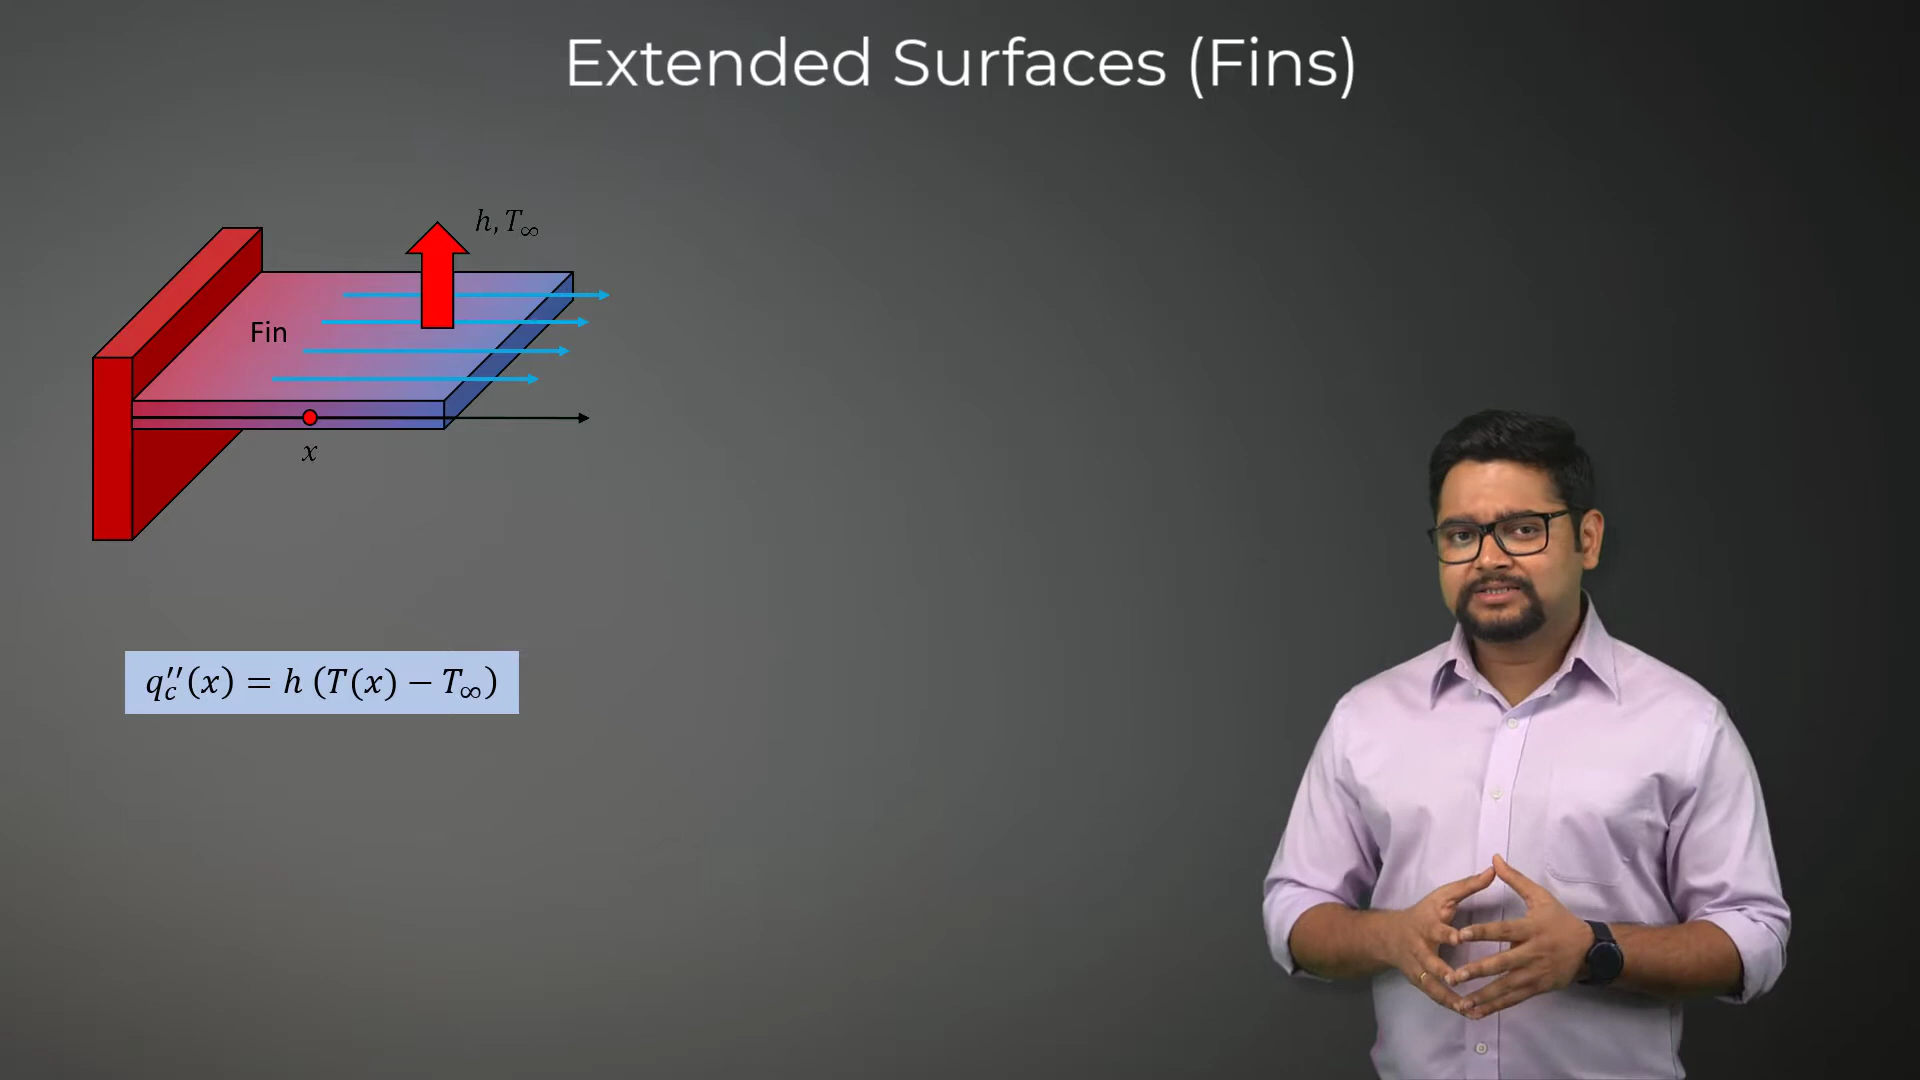 Extended Surfaces (Fins)
h, T∞
Fin
x
q″c(x) = h (T(x) − T∞)